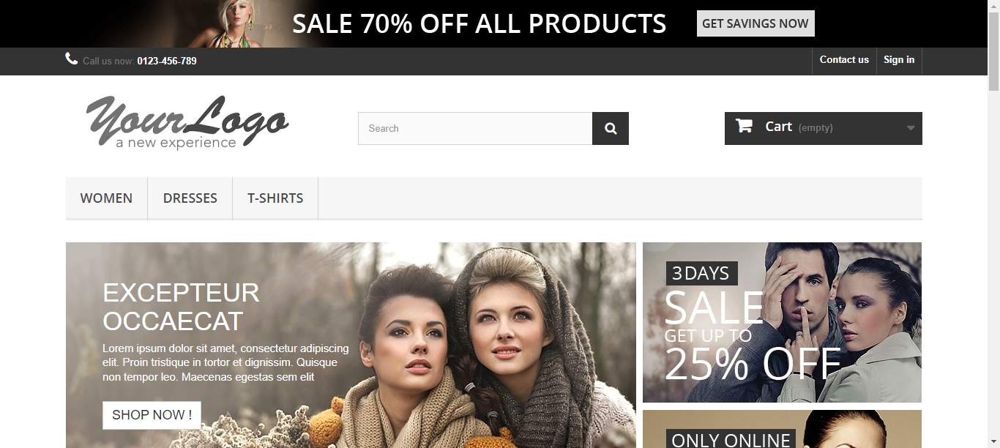 SALE 70% OFF ALL PRODUCTS
GET SAVINGS NOW
Call us now: 0123-456-789
Contact us
Sign in
YourLogo
a new experience
Search
Cart (empty)
WOMEN
DRESSES
T-SHIRTS
EXCEPTEUR
OCCAECAT
Lorem ipsum dolor sit amet, consectetur adipiscing
elit. Proin tristique in tortor et dignissim. Quisque
non tempor leo. Maecenas egestas sem elit
SHOP NOW !
3 DAYS
SALE
GET UP TO
25% OFF
ONLY ONLINE